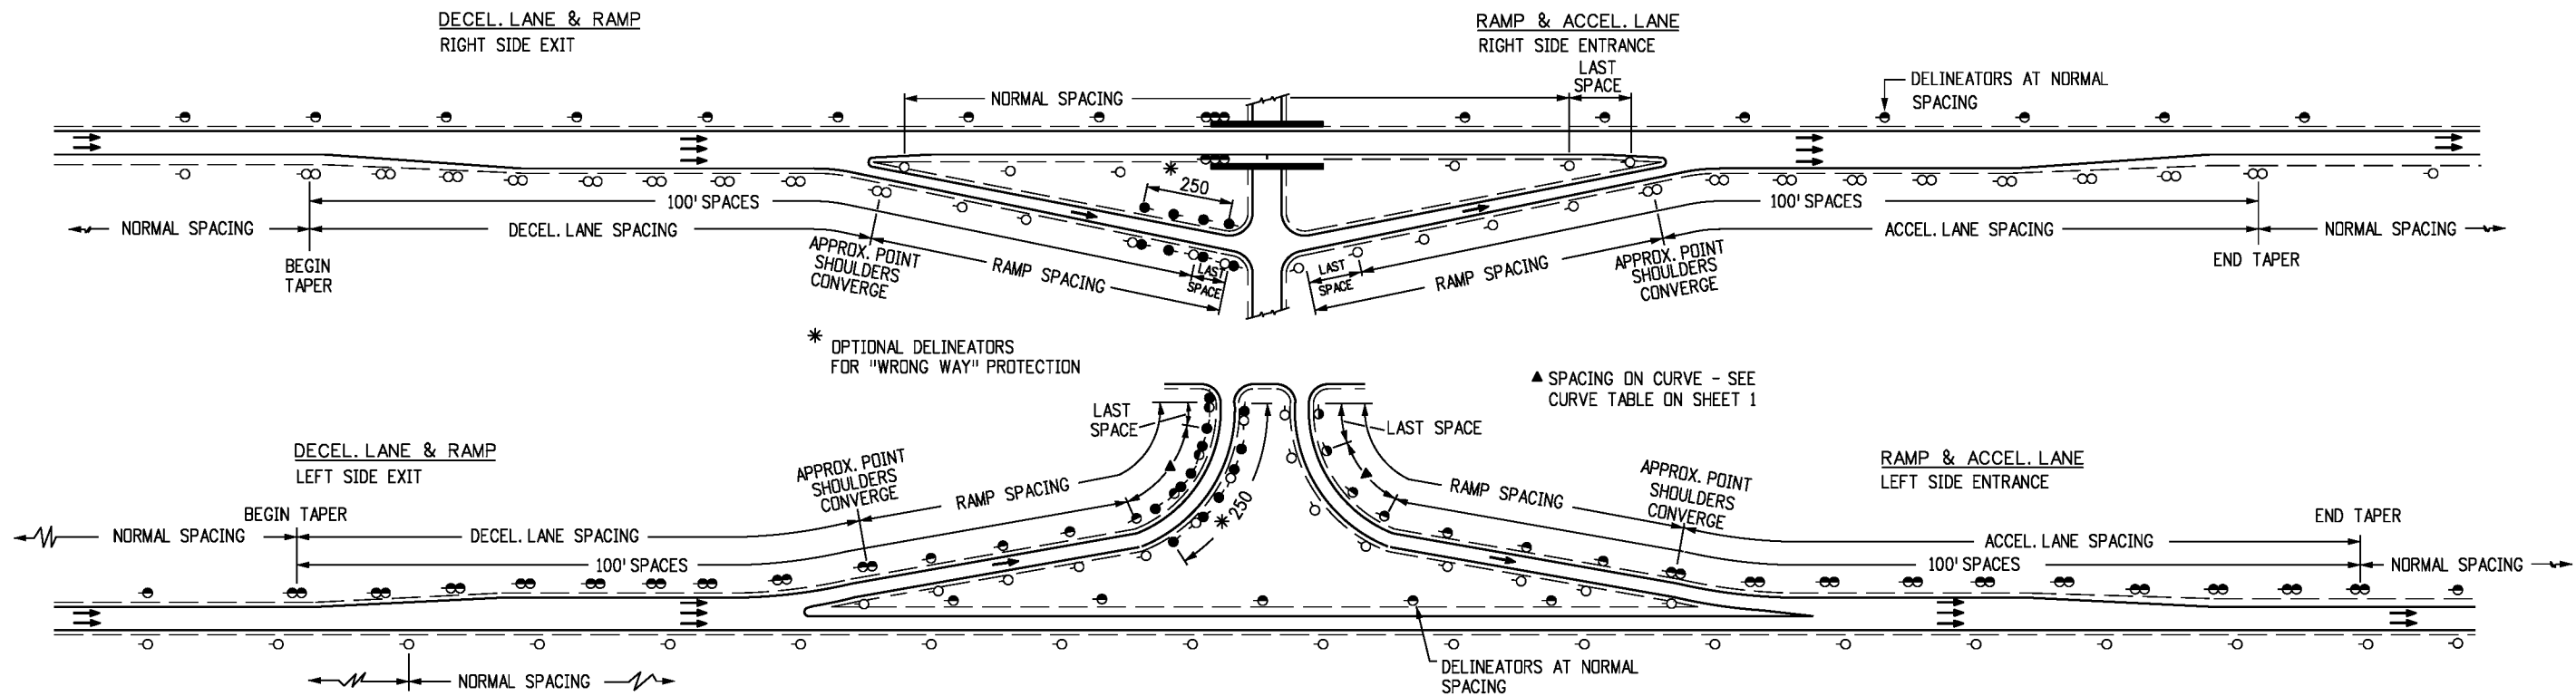 DECEL. LANE & RAMP
RIGHT SIDE EXIT
RAMP & ACCEL. LANE
RIGHT SIDE ENTRANCE
LAST
SPACE
NORMAL SPACING
DELINEATORS AT NORMAL
SPACING
*
250
100' SPACES
100' SPACES
NORMAL SPACING
DECEL. LANE SPACING
ACCEL. LANE SPACING
NORMAL SPACING
APPROX. POINT
SHOULDERS
CONVERGE
RAMP SPACING
LAST
SPACE
LAST
SPACE
RAMP SPACING
APPROX. POINT
SHOULDERS
CONVERGE
BEGIN
TAPER
END TAPER
* OPTIONAL DELINEATORS
FOR "WRONG WAY" PROTECTION
▲ SPACING ON CURVE - SEE
CURVE TABLE ON SHEET 1
LAST
SPACE
LAST SPACE
DECEL. LANE & RAMP
LEFT SIDE EXIT
RAMP & ACCEL. LANE
LEFT SIDE ENTRANCE
APPROX. POINT
SHOULDERS
CONVERGE
RAMP SPACING
▲
* 250
▲
RAMP SPACING
APPROX. POINT
SHOULDERS
CONVERGE
BEGIN TAPER
END TAPER
NORMAL SPACING
DECEL. LANE SPACING
ACCEL. LANE SPACING
100' SPACES
100' SPACES
NORMAL SPACING
DELINEATORS AT NORMAL
SPACING
NORMAL SPACING